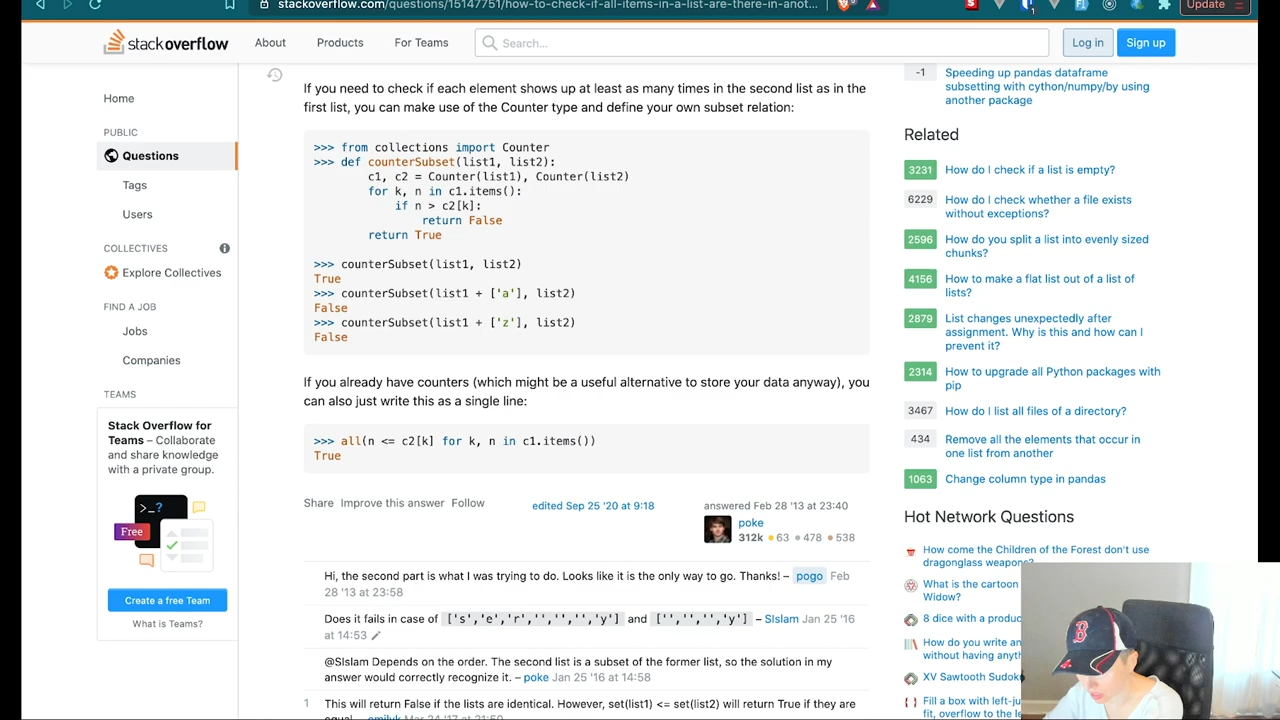 stackoverflow.com/questions/15147751/how-to-check-if-all-items-in-a-list-are-there-in-anot...
Update
stackoverflow
About
Products
For Teams
Search...
Log in
Sign up
Home
PUBLIC
Questions
Tags
Users
COLLECTIVES
Explore Collectives
FIND A JOB
Jobs
Companies
TEAMS
Stack Overflow for
Teams – Collaborate
and share knowledge
with a private group.
>_?
Free
Create a free Team
What is Teams?
If you need to check if each element shows up at least as many times in the second list as in the
first list, you can make use of the Counter type and define your own subset relation:
>>> from collections import Counter
>>> def counterSubset(list1, list2):
c1, c2 = Counter(list1), Counter(list2)
for k, n in c1.items():
if n > c2[k]:
return False
return True
>>> counterSubset(list1, list2)
True
>>> counterSubset(list1 + ['a'], list2)
False
>>> counterSubset(list1 + ['z'], list2)
False
If you already have counters (which might be a useful alternative to store your data anyway), you
can also just write this as a single line:
>>> all(n <= c2[k] for k, n in c1.items())
True
Share Improve this answer Follow
edited Sep 25 '20 at 9:18
answered Feb 28 '13 at 23:40
poke
312k 63 478 538
Hi, the second part is what I was trying to do. Looks like it is the only way to go. Thanks! – pogo Feb
28 '13 at 23:58
Does it fails in case of ['s','e','r','','','','y'] and ['','','','y'] – SIslam Jan 25 '16
at 14:53
@SIslam Depends on the order. The second list is a subset of the former list, so the solution in my
answer would correctly recognize it. – poke Jan 25 '16 at 14:58
1 This will return False if the lists are identical. However, set(list1) <= set(list2) will return True if they are
equal. – emilyk Mar 24 '17 at 21:50
-1 Speeding up pandas dataframe
subsetting with cython/numpy/by using
another package
Related
3231 How do I check if a list is empty?
6229 How do I check whether a file exists
without exceptions?
2596 How do you split a list into evenly sized
chunks?
4156 How to make a flat list out of a list of
lists?
2879 List changes unexpectedly after
assignment. Why is this and how can I
prevent it?
2314 How to upgrade all Python packages with
pip
3467 How do I list all files of a directory?
434 Remove all the elements that occur in
one list from another
1063 Change column type in pandas
Hot Network Questions
How come the Children of the Forest don't use
dragonglass weapons?
What is the cartoon
Widow?
8 dice with a produc
How do you write an
without having anyth
XV Sawtooth Sudok
Fill a box with left-ju
fit, overflow to the le
B